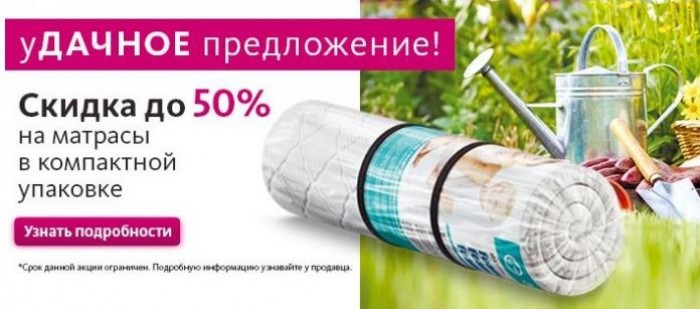 уДАЧНОЕ предложение!
Скидка до 50%
на матрасы
в компактной
упаковке
Узнать подробности
*Срок данной акции ограничен. Подробную информацию узнавайте у продавца.